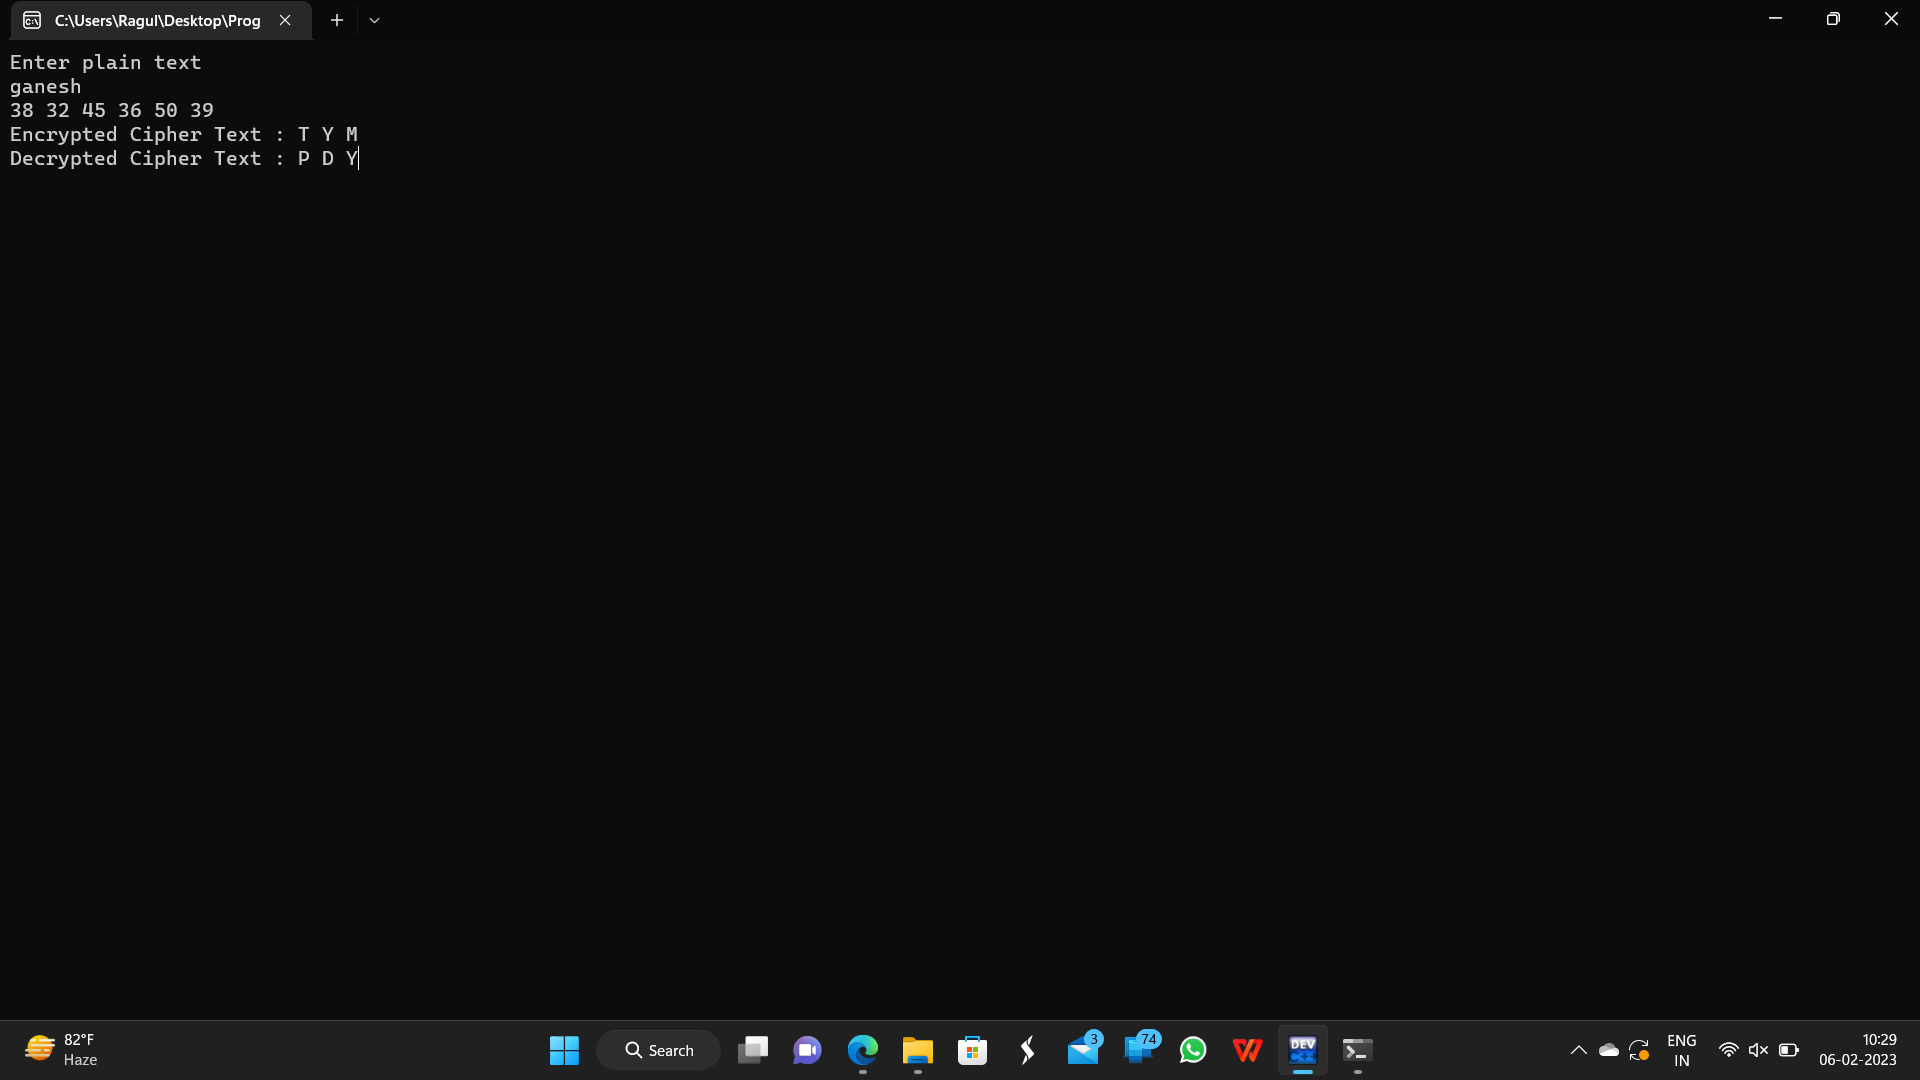 C:\Users\Ragul\Desktop\Prog
Enter plain text
ganesh
38 32 45 36 50 39
Encrypted Cipher Text : T Y M
Decrypted Cipher Text : P D Y
82°F
Haze
Search
3
74
DEV
ENG
IN
10:29
06-02-2023